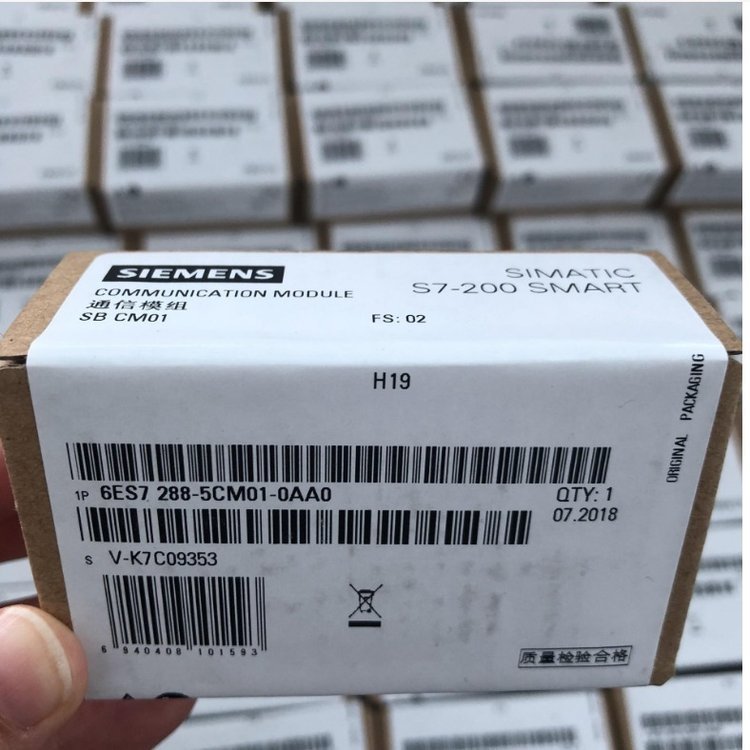 SIEMENS
SIMATIC
S7-200 SMART
COMMUNICATION MODULE
通信模组
SB CM01
FS: 02
H19
ORIGINAL PACKAGING
1P 6ES7 288-5CM01-0AA0
QTY: 1
07.2018
S V-K7C09353
6 940408 101593
质量检验合格